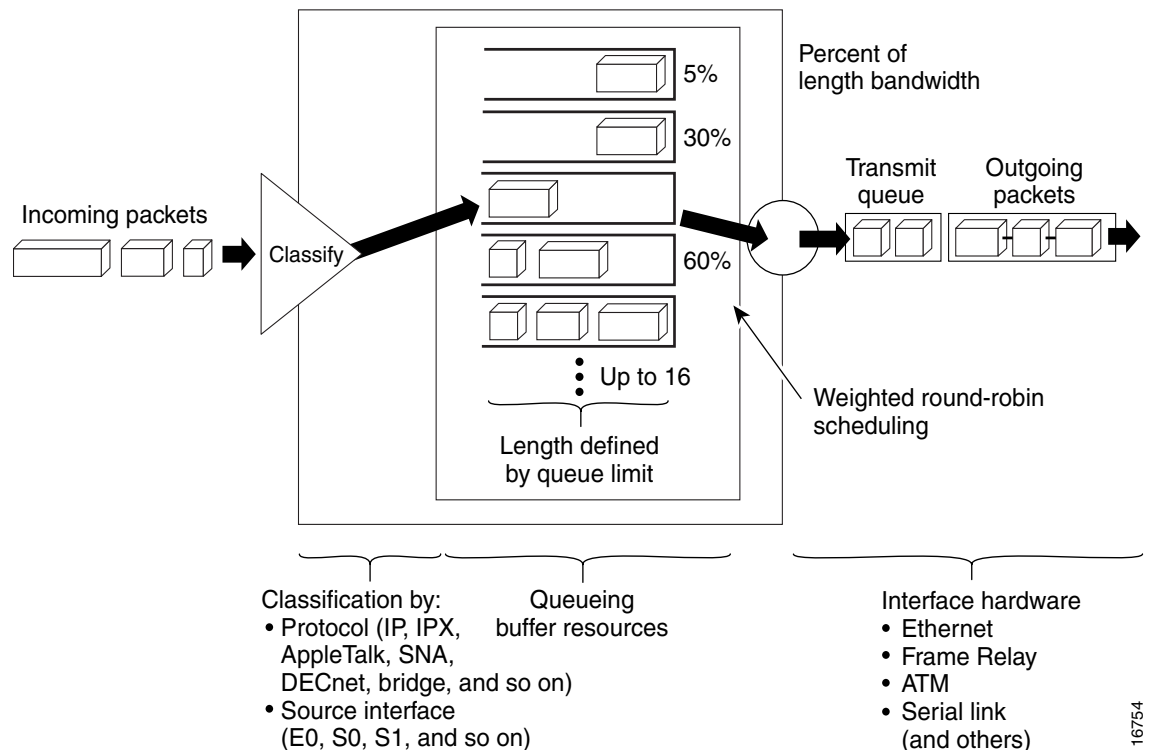 Percent of
length bandwidth
5%
30%
Transmit
queue
Outgoing
packets
Incoming packets
Classify
60%
Up to 16
Weighted round-robin
scheduling
Length defined
by queue limit
Classification by:
• Protocol (IP, IPX,
AppleTalk, SNA,
DECnet, bridge, and so on)
• Source interface
(E0, S0, S1, and so on)
Queueing
buffer resources
Interface hardware
• Ethernet
• Frame Relay
• ATM
• Serial link
(and others)
16754